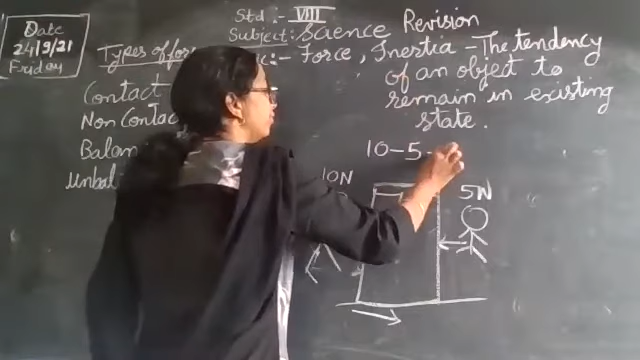 Date
24/9/21
Friday
Std :- VIII
Subject: Science Revision
Types of for
:- Force, Inertia - The tendency
of an object to
remain in existing
state.
Contact
Non Contac
Balan
Unbal
10-5-
10N
5N